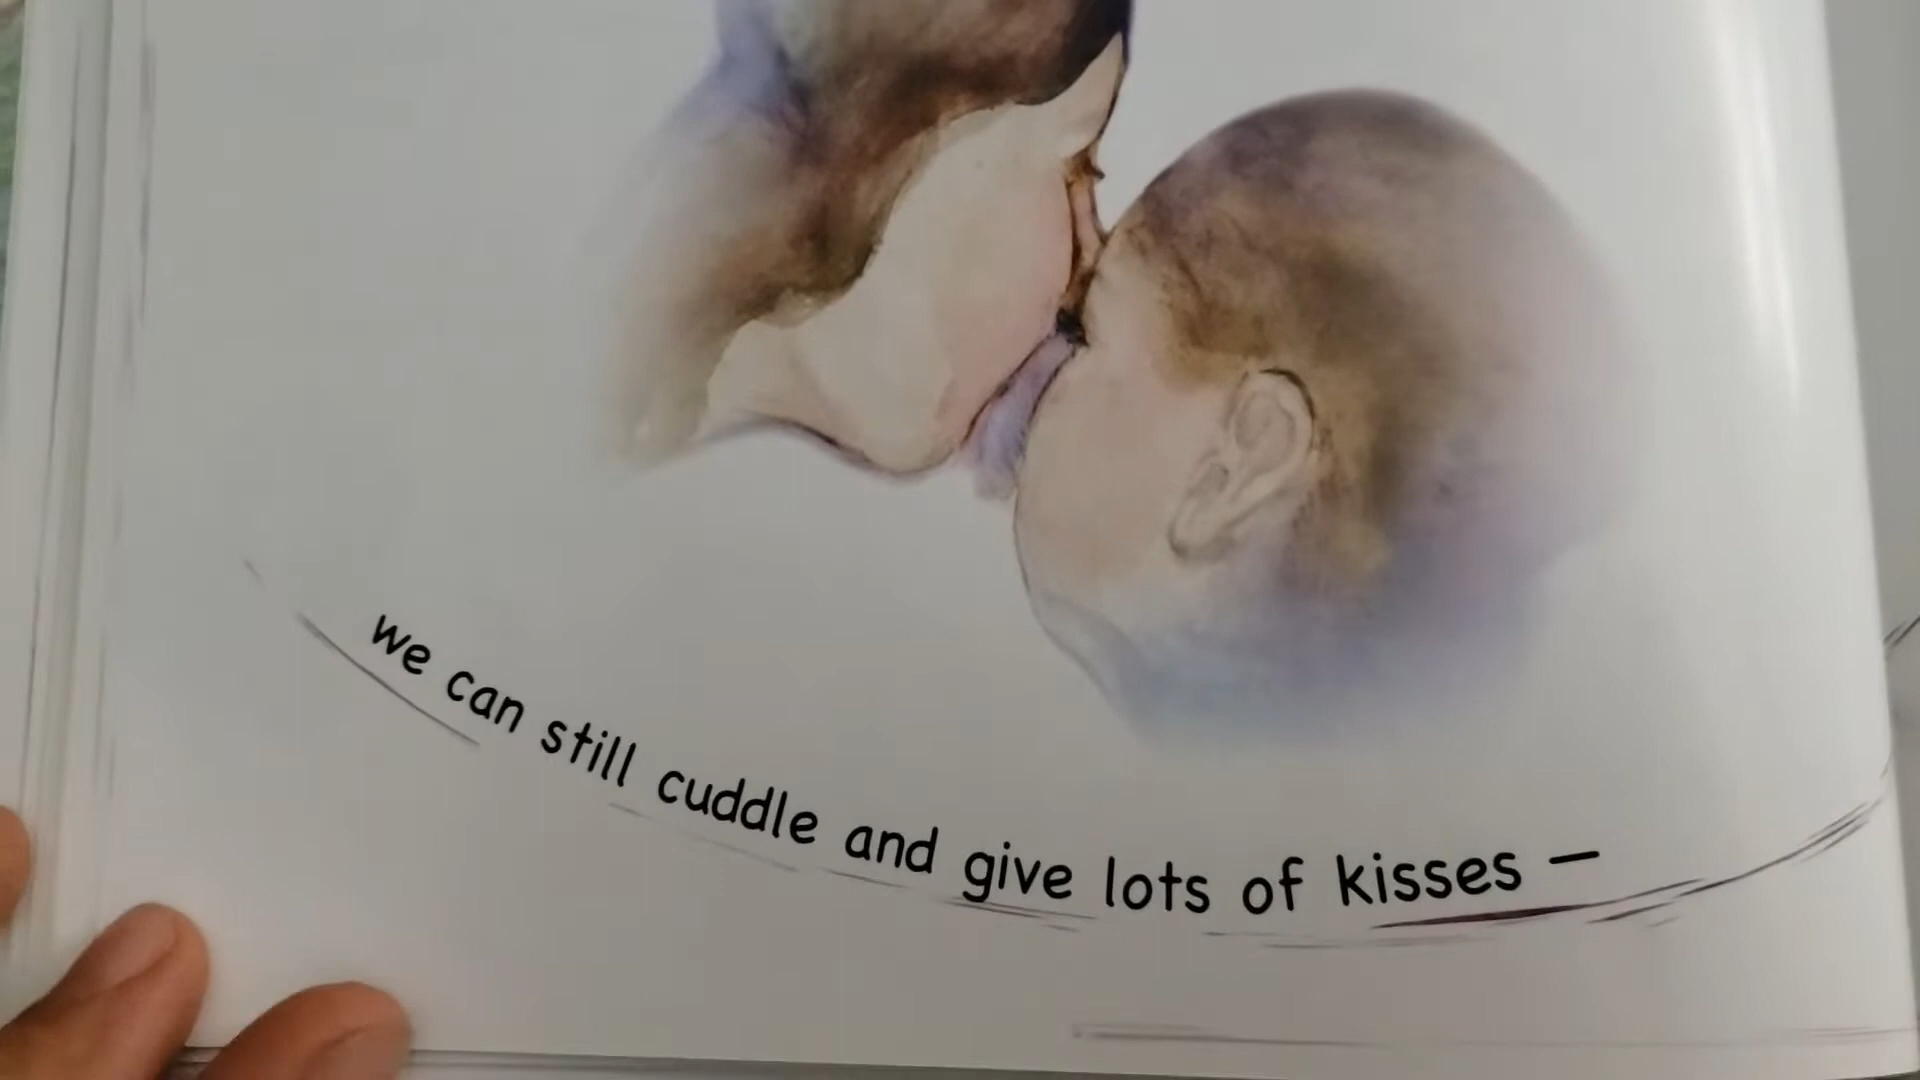 we can still cuddle and give lots of kisses –